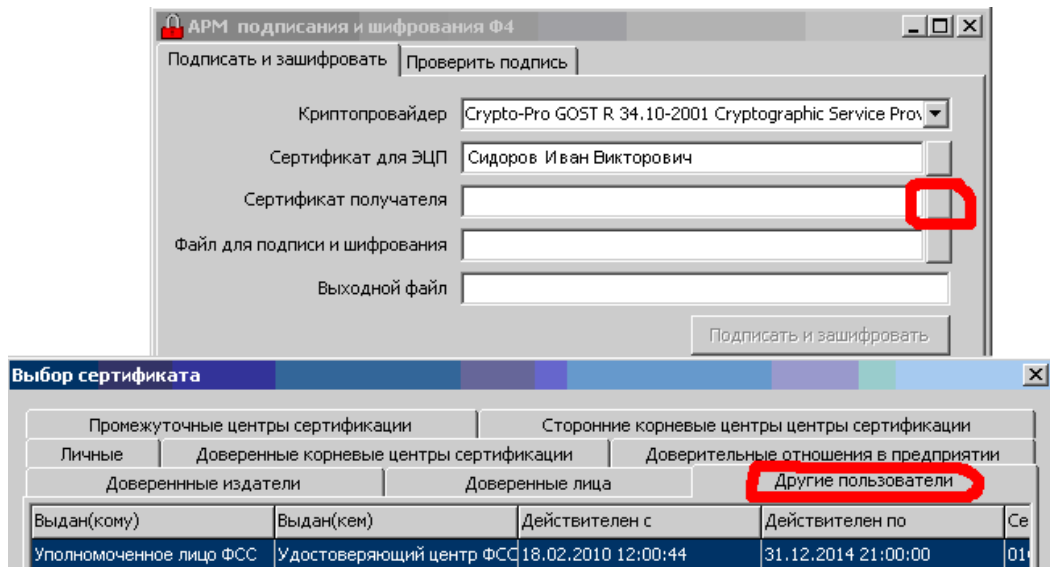 АРМ подписания и шифрования Ф4
Подписать и зашифровать Проверить подпись
Криптопровайдер Crypto-Pro GOST R 34.10-2001 Cryptographic Service Prov
Сертификат для ЭЦП Сидоров Иван Викторович
Сертификат получателя
Файл для подписи и шифрования
Выходной файл
Подписать и зашифровать
Выбор сертификата
Промежуточные центры сертификации Сторонние корневые центры центры сертификации
Личные Доверенные корневые центры сертификации Доверительные отношения в предприятии
Довереннные издатели Доверенные лица Другие пользователи
Выдан(кому) Выдан(кем) Действителен с Действителен по Се
Уполномоченное лицо ФСС Удостоверяющий центр ФСС 18.02.2010 12:00:44 31.12.2014 21:00:00 01